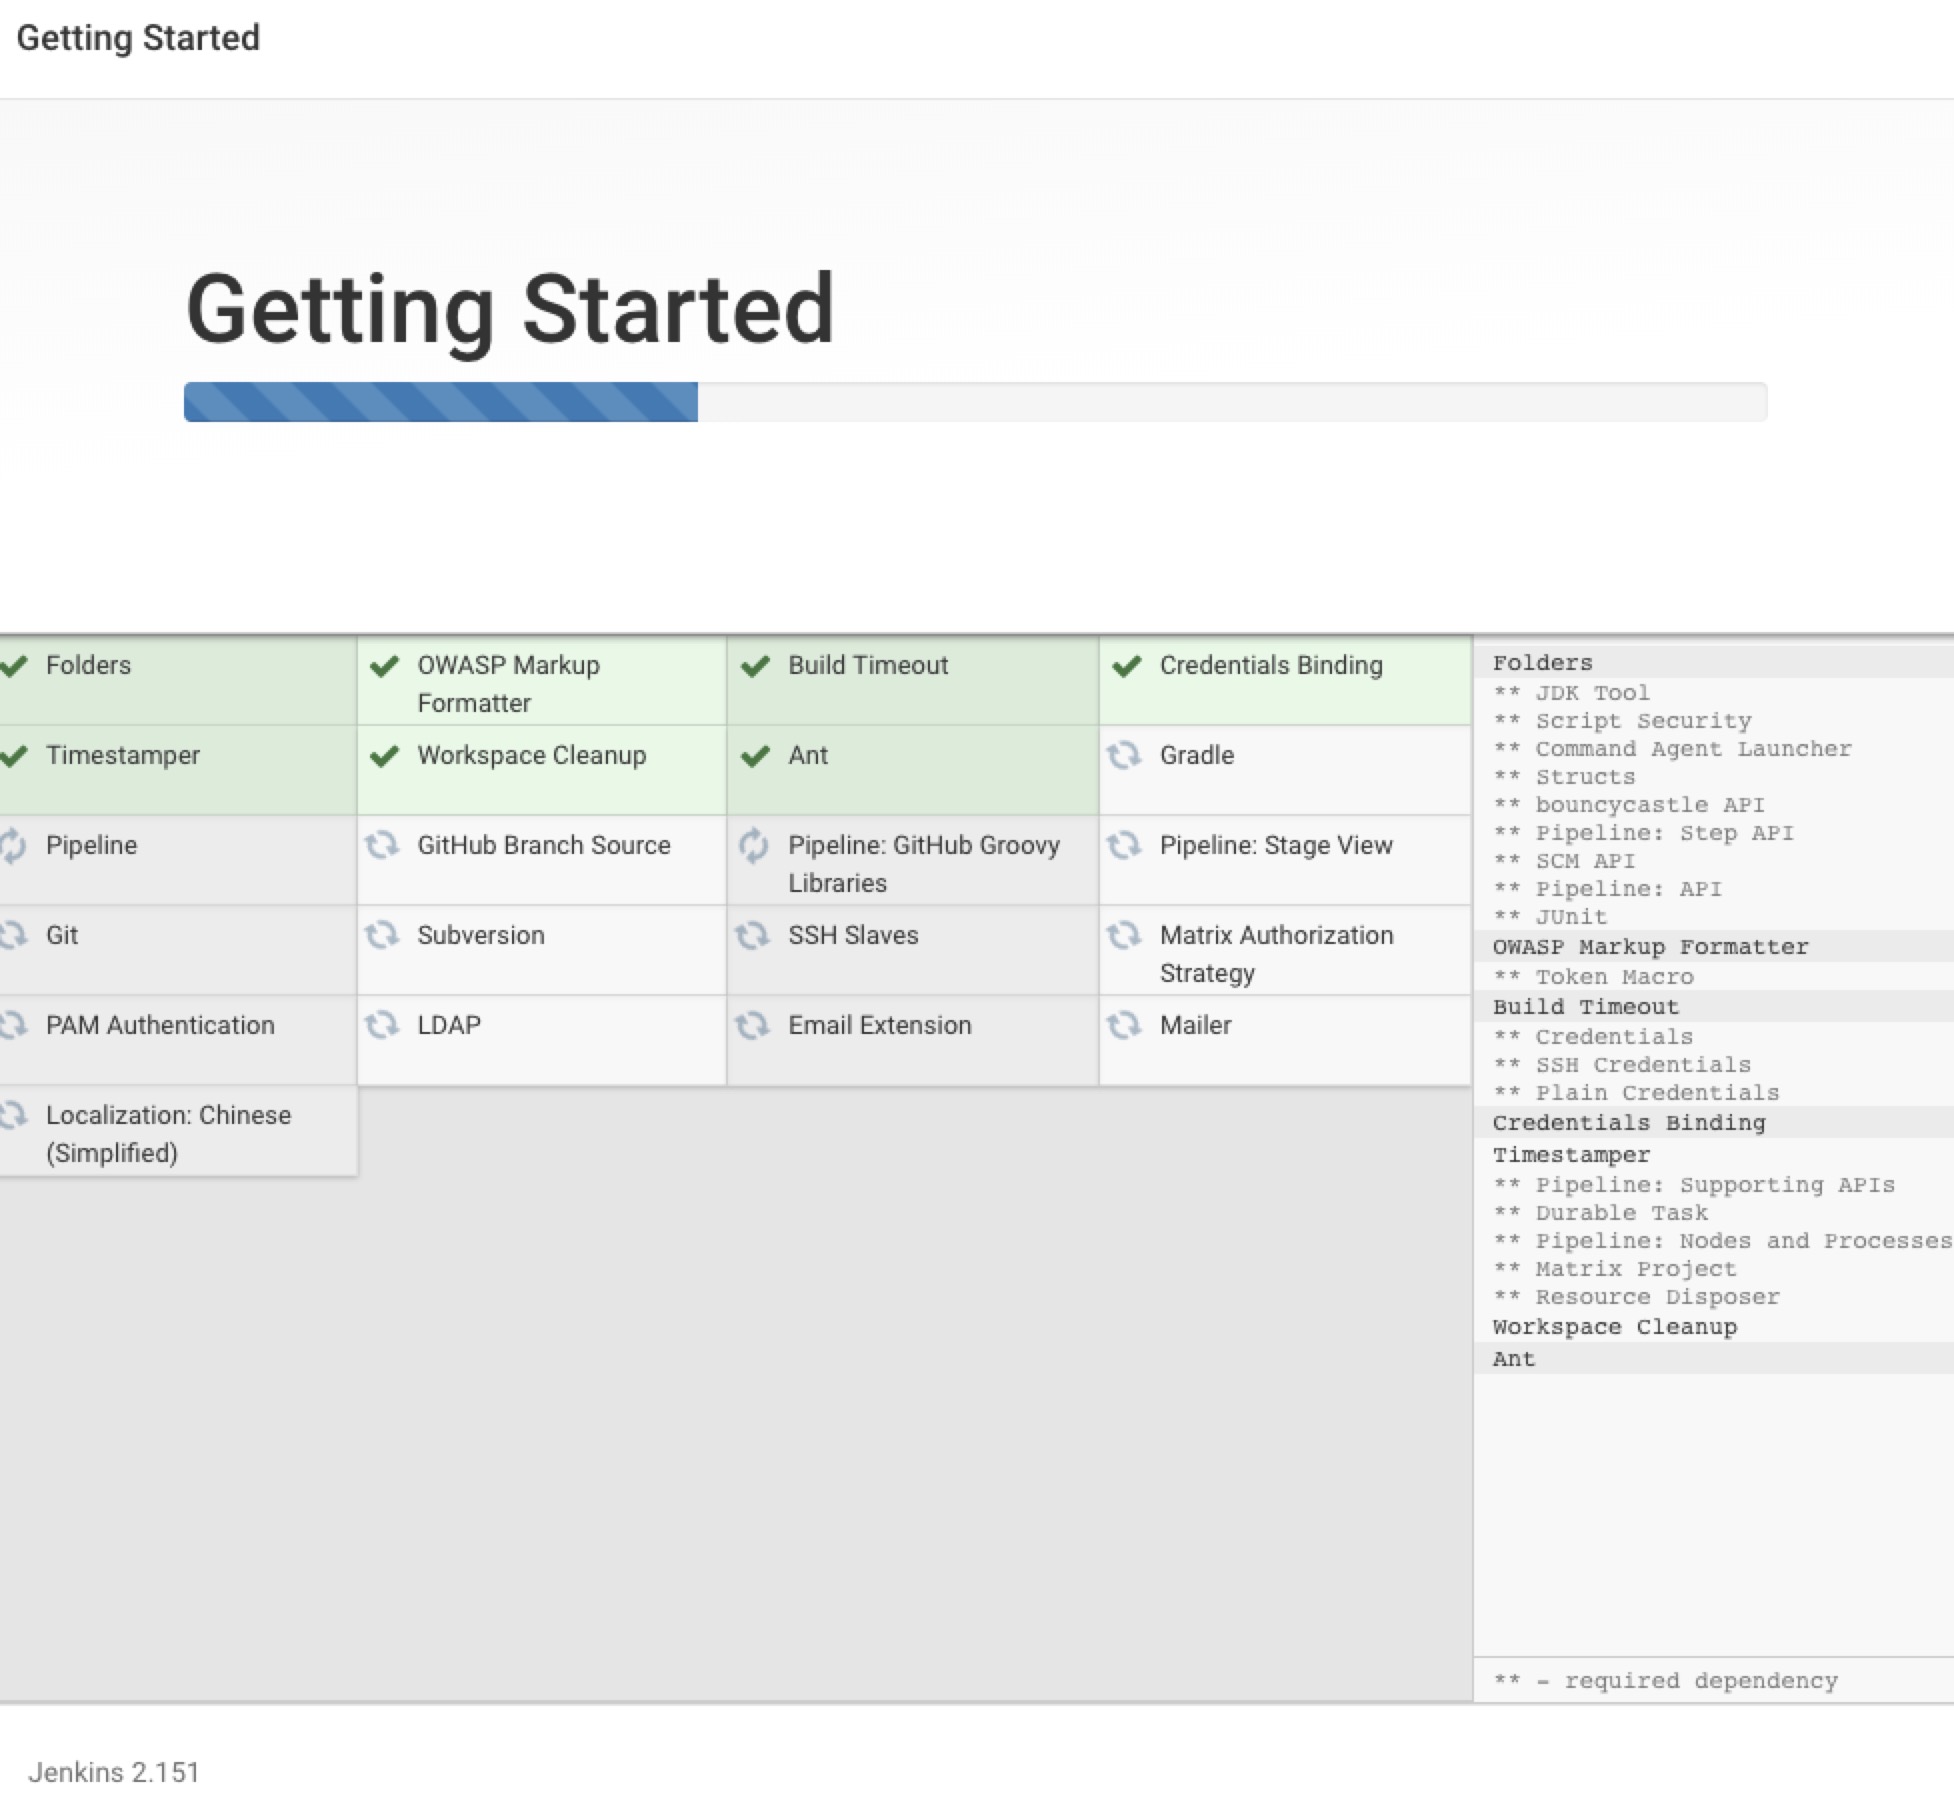 Getting Started
Getting Started
Folders
OWASP Markup
Formatter
Build Timeout
Credentials Binding
Timestamper
Workspace Cleanup
Ant
Gradle
Pipeline
GitHub Branch Source
Pipeline: GitHub Groovy
Libraries
Pipeline: Stage View
Git
Subversion
SSH Slaves
Matrix Authorization
Strategy
PAM Authentication
LDAP
Email Extension
Mailer
Localization: Chinese
(Simplified)
Folders
** JDK Tool
** Script Security
** Command Agent Launcher
** Structs
** bouncycastle API
** Pipeline: Step API
** SCM API
** Pipeline: API
** JUnit
OWASP Markup Formatter
** Token Macro
Build Timeout
** Credentials
** SSH Credentials
** Plain Credentials
Credentials Binding
Timestamper
** Pipeline: Supporting APIs
** Durable Task
** Pipeline: Nodes and Processes
** Matrix Project
** Resource Disposer
Workspace Cleanup
Ant
** - required dependency
Jenkins 2.151